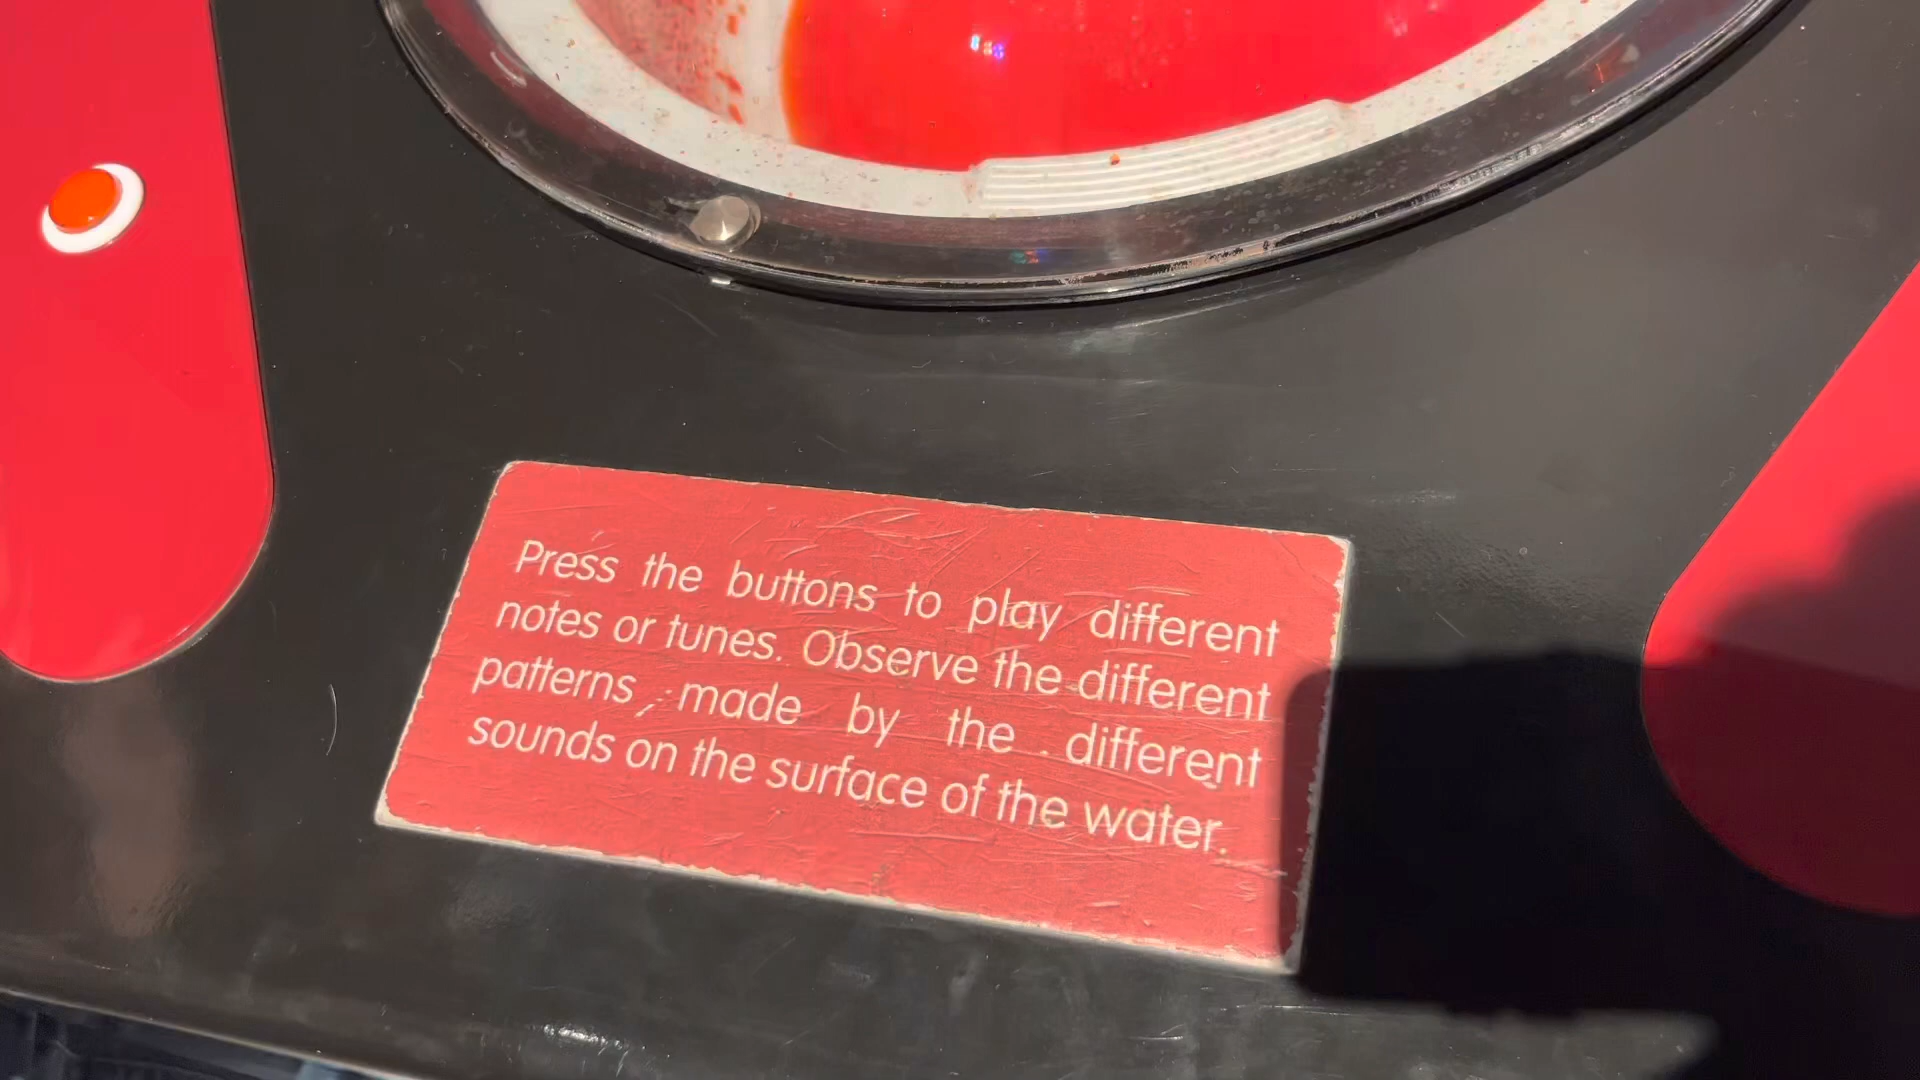 Press the buttons to play different
notes or tunes. Observe the different
patterns made by the different
sounds on the surface of the water.